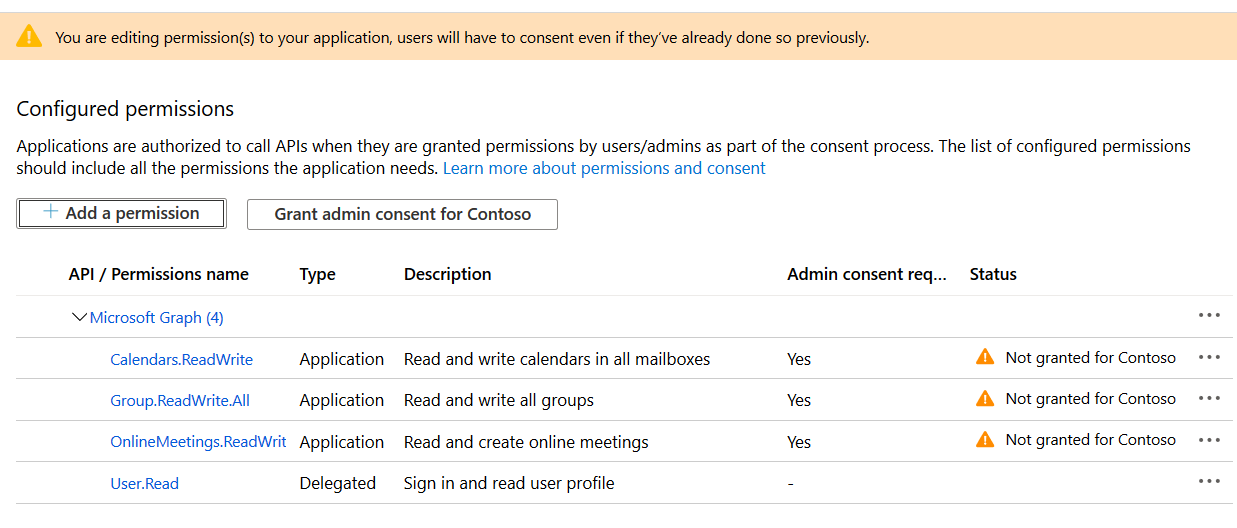 You are editing permission(s) to your application, users will have to consent even if they’ve already done so previously.
Configured permissions
Applications are authorized to call APIs when they are granted permissions by users/admins as part of the consent process. The list of configured permissions
should include all the permissions the application needs. Learn more about permissions and consent
+ Add a permission Grant admin consent for Contoso
API / Permissions name Type Description Admin consent req... Status
Microsoft Graph (4) ...
Calendars.ReadWrite Application Read and write calendars in all mailboxes Yes Not granted for Contoso ...
Group.ReadWrite.All Application Read and write all groups Yes Not granted for Contoso ...
OnlineMeetings.ReadWrit Application Read and create online meetings Yes Not granted for Contoso ...
User.Read Delegated Sign in and read user profile - ...